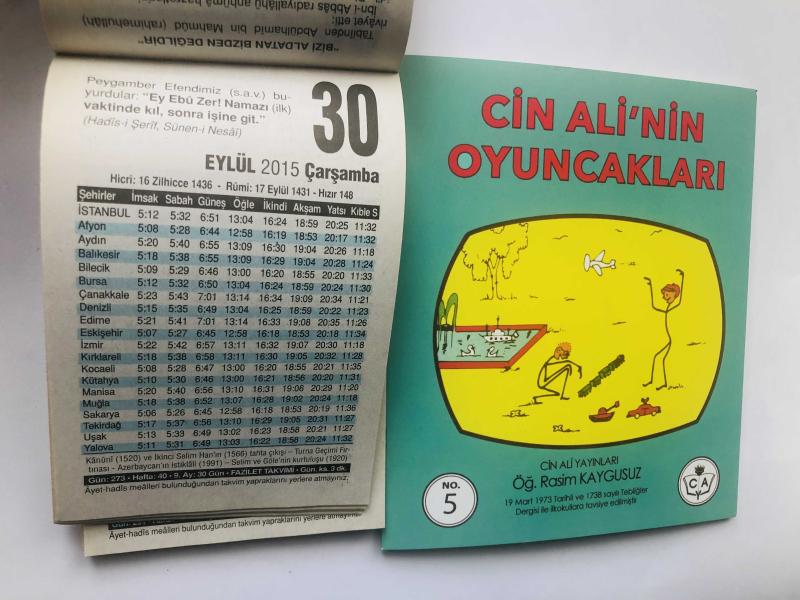 "BİZİ ALDATAN BİZDEN DEĞİLDİR"
Tâbiînden Abdulhamîd bin Mahmûd (rahimehullâh)
rivâyet etti:
İbn-i Abbâs radıyallâhü anhümâ
Peygamber Efendimiz (s.a.v.) bu-
yurdular: "Ey Ebû Zer! Namazı (ilk)
vaktinde kıl, sonra işine git."
(Hadîs-i Şerîf, Sünen-i Nesâî)
30
EYLÜL 2015 Çarşamba
Hicrî: 16 Zilhicce 1436 - Rûmî: 17 Eylül 1431 - Hızır 148
Şehirler İmsak Sabah Güneş Öğle İkindi Akşam Yatsı Kıble S
İSTANBUL 5:12 5:32 6:51 13:04 16:24 18:59 20:25 11:32
Afyon 5:08 5:28 6:44 12:58 16:19 18:53 20:17 11:32
Aydın 5:20 5:40 6:55 13:09 16:30 19:04 20:26 11:18
Balıkesir 5:18 5:38 6:55 13:09 16:29 19:04 20:28 11:24
Bilecik 5:09 5:29 6:46 13:00 16:20 18:55 20:20 11:33
Bursa 5:12 5:32 6:50 13:04 16:24 18:59 20:24 11:30
Çanakkale 5:23 5:43 7:01 13:14 16:34 19:09 20:34 11:21
Denizli 5:15 5:35 6:49 13:04 16:25 18:59 20:22 11:23
Edirne 5:21 5:41 7:01 13:14 16:33 19:08 20:35 11:26
Eskişehir 5:07 5:27 6:45 12:58 16:18 18:53 20:18 11:34
İzmir 5:22 5:42 6:57 13:11 16:32 19:07 20:30 11:18
Kırklareli 5:18 5:38 6:58 13:11 16:30 19:05 20:32 11:28
Kocaeli 5:08 5:28 6:47 13:00 16:20 18:55 20:21 11:35
Kütahya 5:10 5:30 6:46 13:00 16:21 18:56 20:20 11:31
Manisa 5:20 5:40 6:56 13:10 16:31 19:06 20:29 11:20
Muğla 5:18 5:38 6:52 13:07 16:28 19:02 20:24 11:18
Sakarya 5:06 5:26 6:45 12:58 16:18 18:53 20:19 11:36
Tekirdağ 5:17 5:37 6:56 13:10 16:29 19:05 20:31 11:27
Uşak 5:13 5:33 6:49 13:02 16:23 18:58 20:21 11:27
Yalova 5:11 5:31 6:49 13:03 16:22 18:58 20:24 11:32
Kânûnî (1520) ve İkinci Selim Han'ın (1566) tahta çıkışı - Turna Geçimi Fır-
tınası - Azerbaycan'ın istiklâli (1991) - Selim ve Göle'nin kurtuluşu (1920)
Gün: 273 - Hafta: 40 - 9. Ay: 30 Gün - FAZİLET TAKVİMİ - Gün. ks. 3 dk.
Âyet-hadîs meâlleri bulunduğundan takvim yapraklarını yerlere atmayınız.
Âyet-hadîs meâlleri bulunduğundan takvim yapraklarını yerlere atmayınız.
CİN ALİ'NİN
OYUNCAKLARI
CİN ALİ YAYINLARI
Öğ. Rasim KAYGUSUZ
19 Mart 1973 Tarihli ve 1738 sayılı Tebliğler
Dergisi ile ilkokullara tavsiye edilmiştir
NO.
5
C A